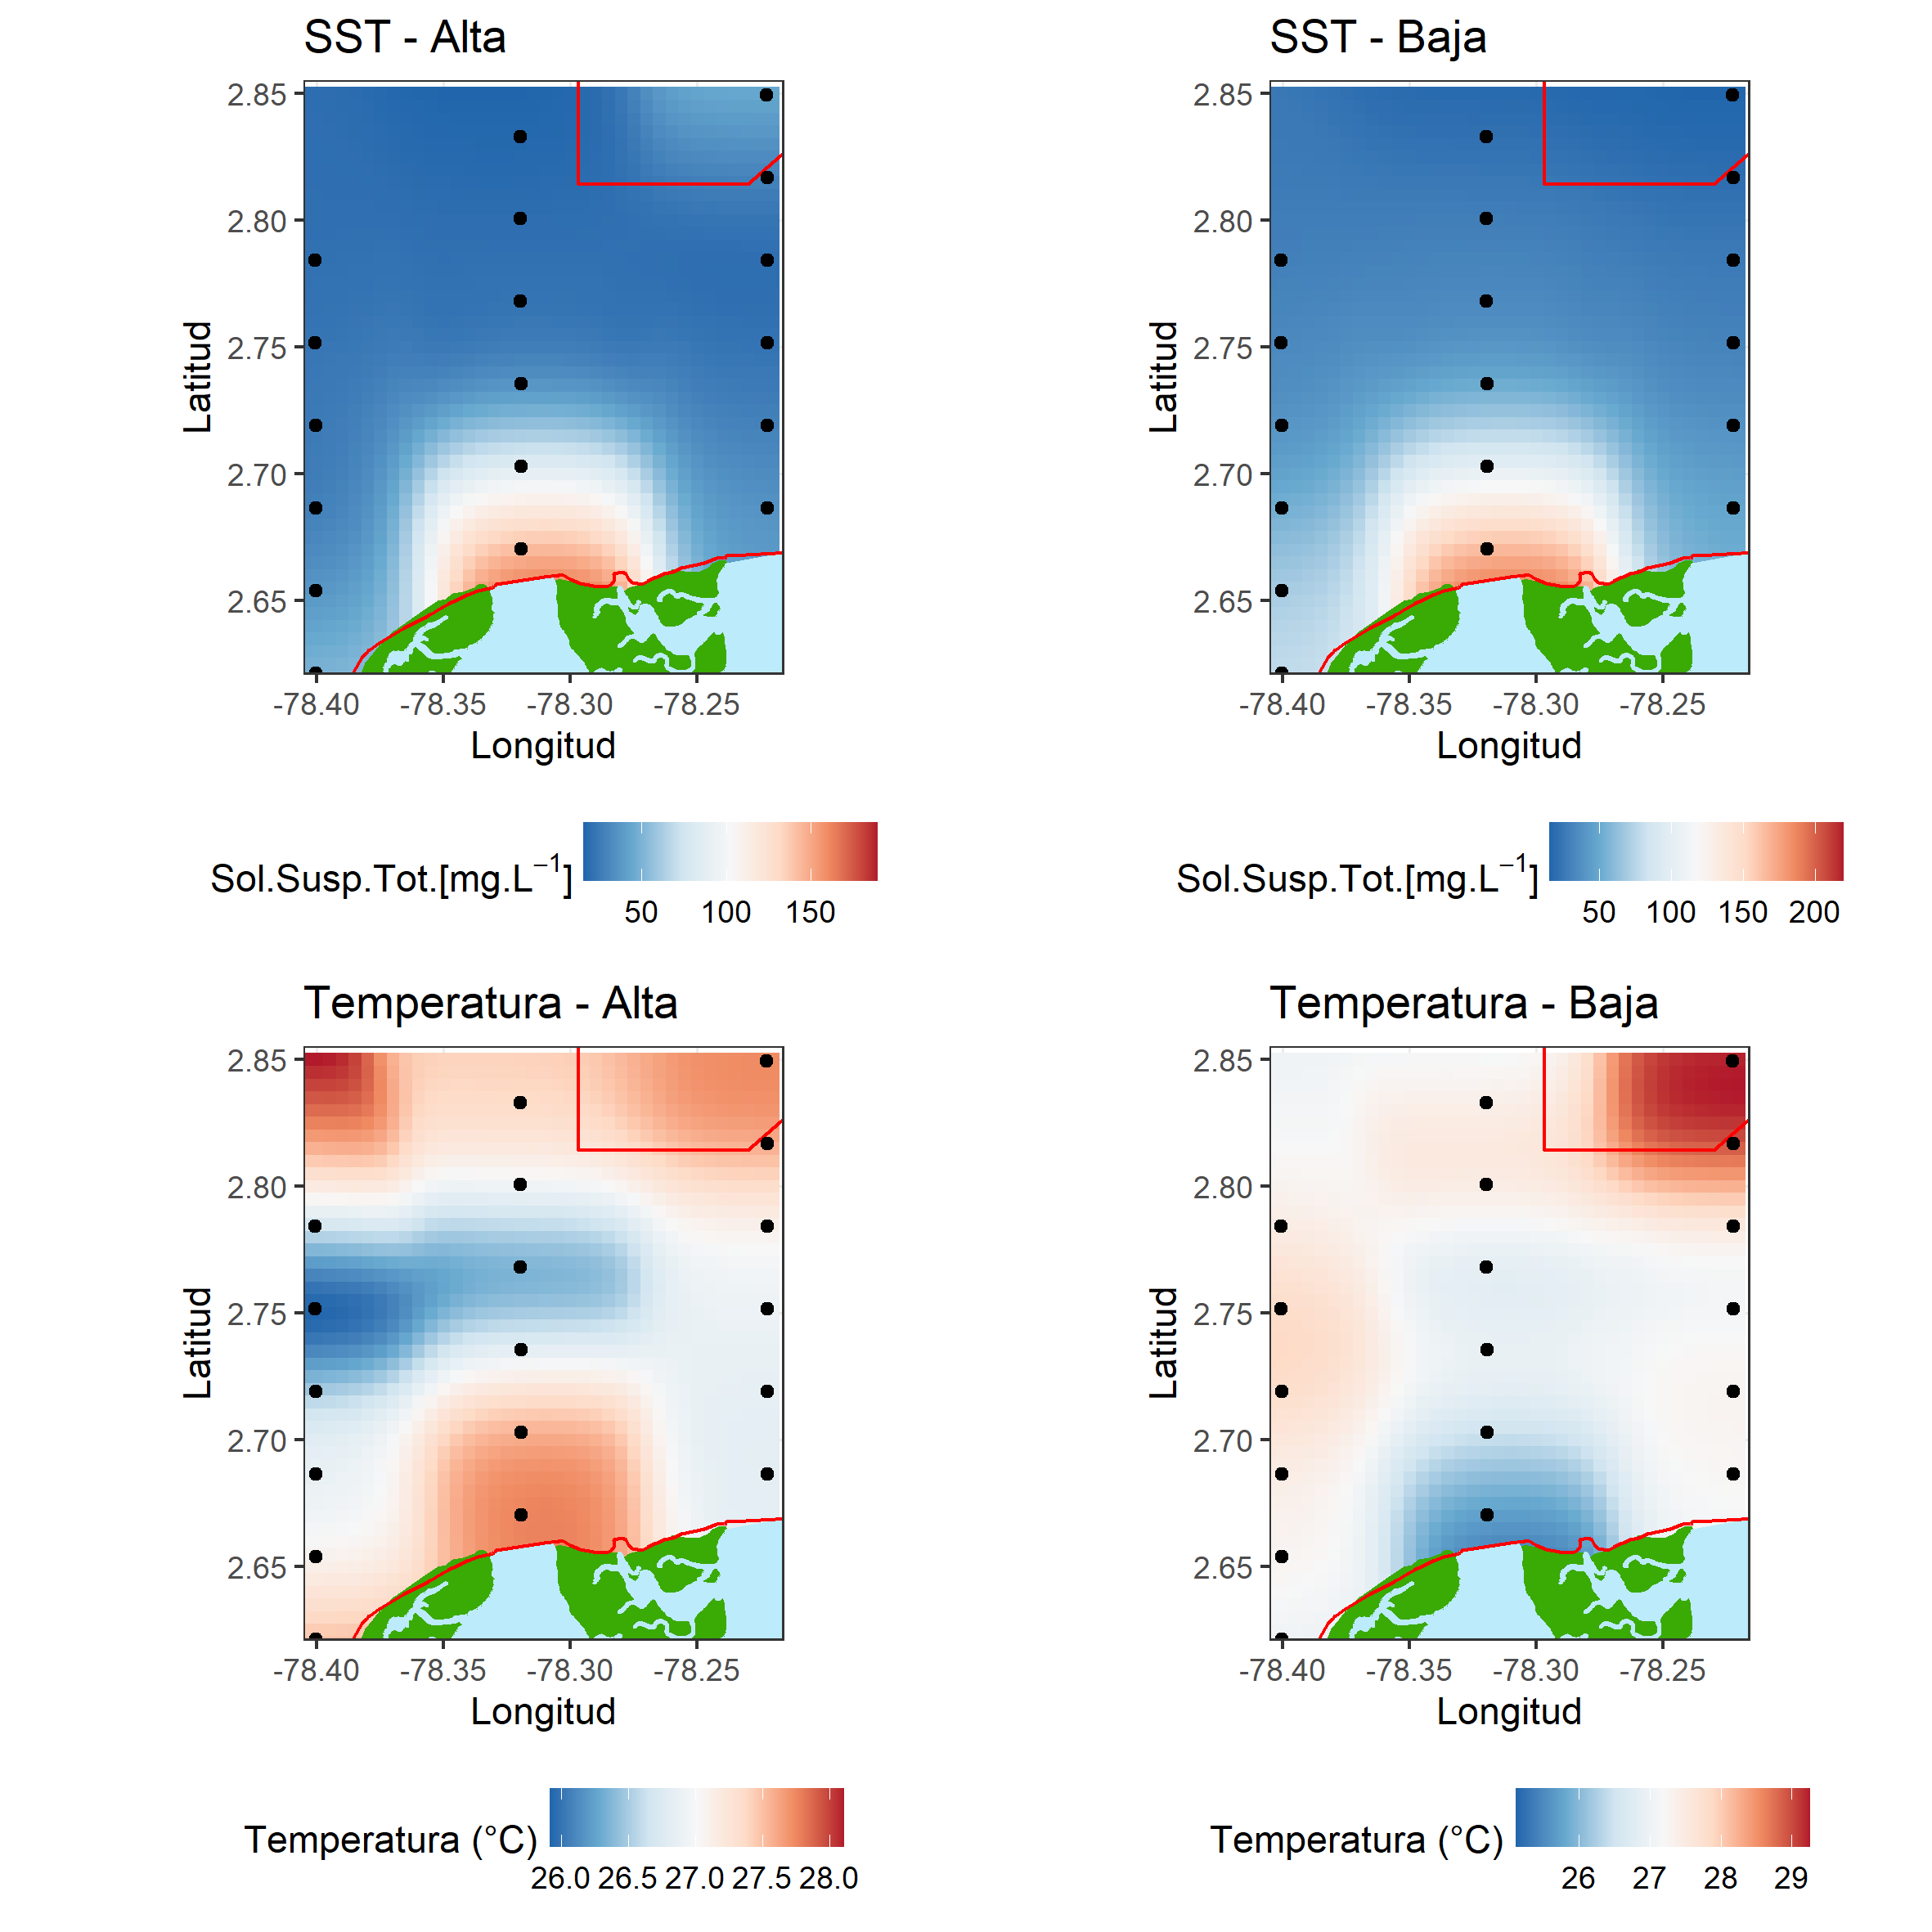 SST - Alta
SST - Baja
2.85
2.80
2.75
2.70
2.65
Latitud
-78.40 -78.35 -78.30 -78.25
Longitud
Sol.Susp.Tot.[mg.L⁻¹]
50 100 150
2.85
2.80
2.75
2.70
2.65
Latitud
-78.40 -78.35 -78.30 -78.25
Longitud
Sol.Susp.Tot.[mg.L⁻¹]
50 100 150 200
Temperatura - Alta
Temperatura - Baja
2.85
2.80
2.75
2.70
2.65
Latitud
-78.40 -78.35 -78.30 -78.25
Longitud
Temperatura (°C)
26.0 26.5 27.0 27.5 28.0
2.85
2.80
2.75
2.70
2.65
Latitud
-78.40 -78.35 -78.30 -78.25
Longitud
Temperatura (°C)
26 27 28 29